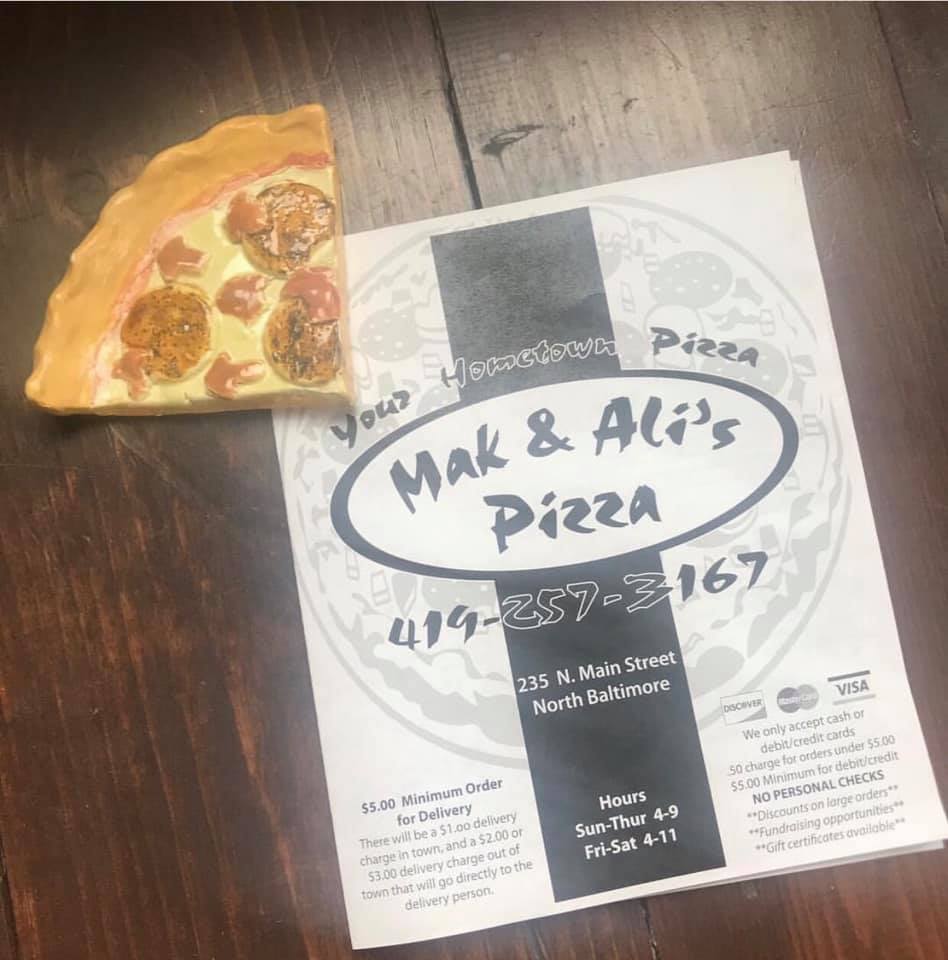 Your Hometown Pizza
Mak & Ali's
Pizza
419-257-3167
235 N. Main Street
North Baltimore
Hours
Sun-Thur 4-9
Fri-Sat 4-11
$5.00 Minimum Order
for Delivery
There will be a $1.oo delivery
charge in town, and a $2.00 or
$3.00 delivery charge out of
town that will go directly to the
delivery person.
DISCOVER MasterCard VISA
We only accept cash or
debit/credit cards
.50 charge for orders under $5.00
$5.00 Minimum for debit/credit
NO PERSONAL CHECKS
**Discounts on large orders**
**Fundraising opportunities**
**Gift certificates available**